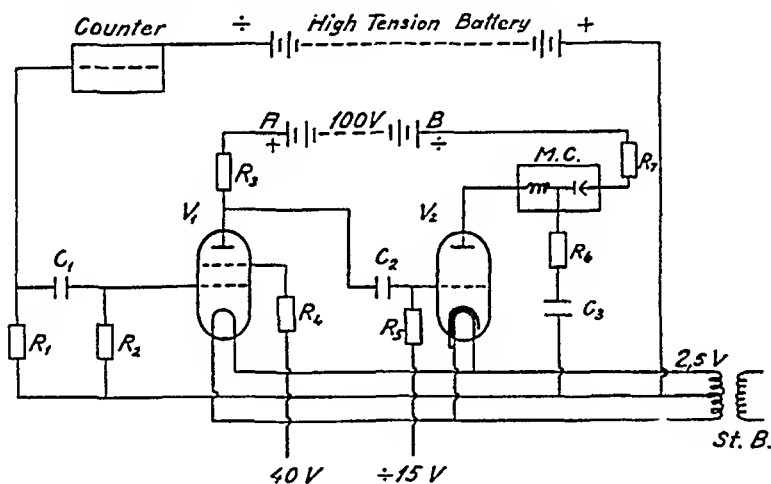 Counter ÷ High Tension Battery +
A 100V B
+ ÷
M.C.
R3
R7
V1 V2
C1 C2
R6
R4
R1 R2 R5 C3
2,5 V
St. B.
40 V ÷15 V